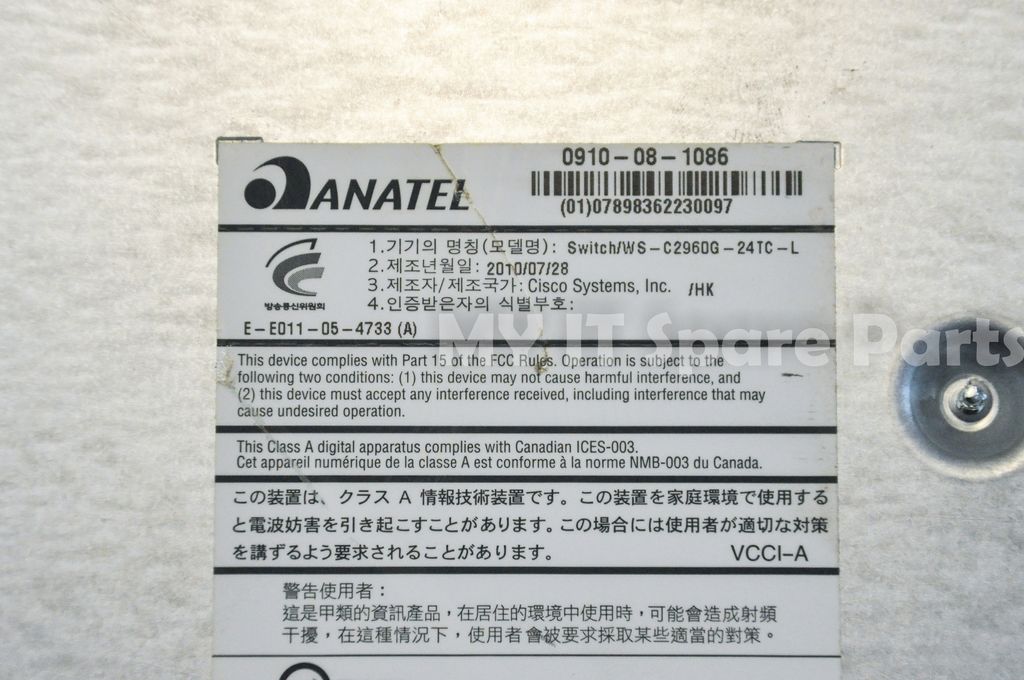 ANATEL
0910-08-1086
(01)07898362230097
1.기기의 명칭(모델명): Switch/WS-C2960G-24TC-L
2.제조년월일: 2010/07/28
3.제조자/제조국가: Cisco Systems, Inc. /HK
4.인증받은자의 식별부호:
방송통신위원회
E-E011-05-4733 (A)
MY IT Spare Parts
This device complies with Part 15 of the FCC Rules. Operation is subject to the
following two conditions: (1) this device may not cause harmful interference, and
(2) this device must accept any interference received, including interference that may
cause undesired operation.
This Class A digital apparatus complies with Canadian ICES-003.
Cet appareil numérique de la classe A est conforme à la norme NMB-003 du Canada.
この装置は、クラス A 情報技術装置です。この装置を家庭環境で使用する
と電波妨害を引き起こすことがあります。この場合には使用者が適切な対策
を講ずるよう要求されることがあります。 VCCI-A
警告使用者：
這是甲類的資訊產品，在居住的環境中使用時，可能會造成射頻
干擾，在這種情況下，使用者會被要求採取某些適當的對策。